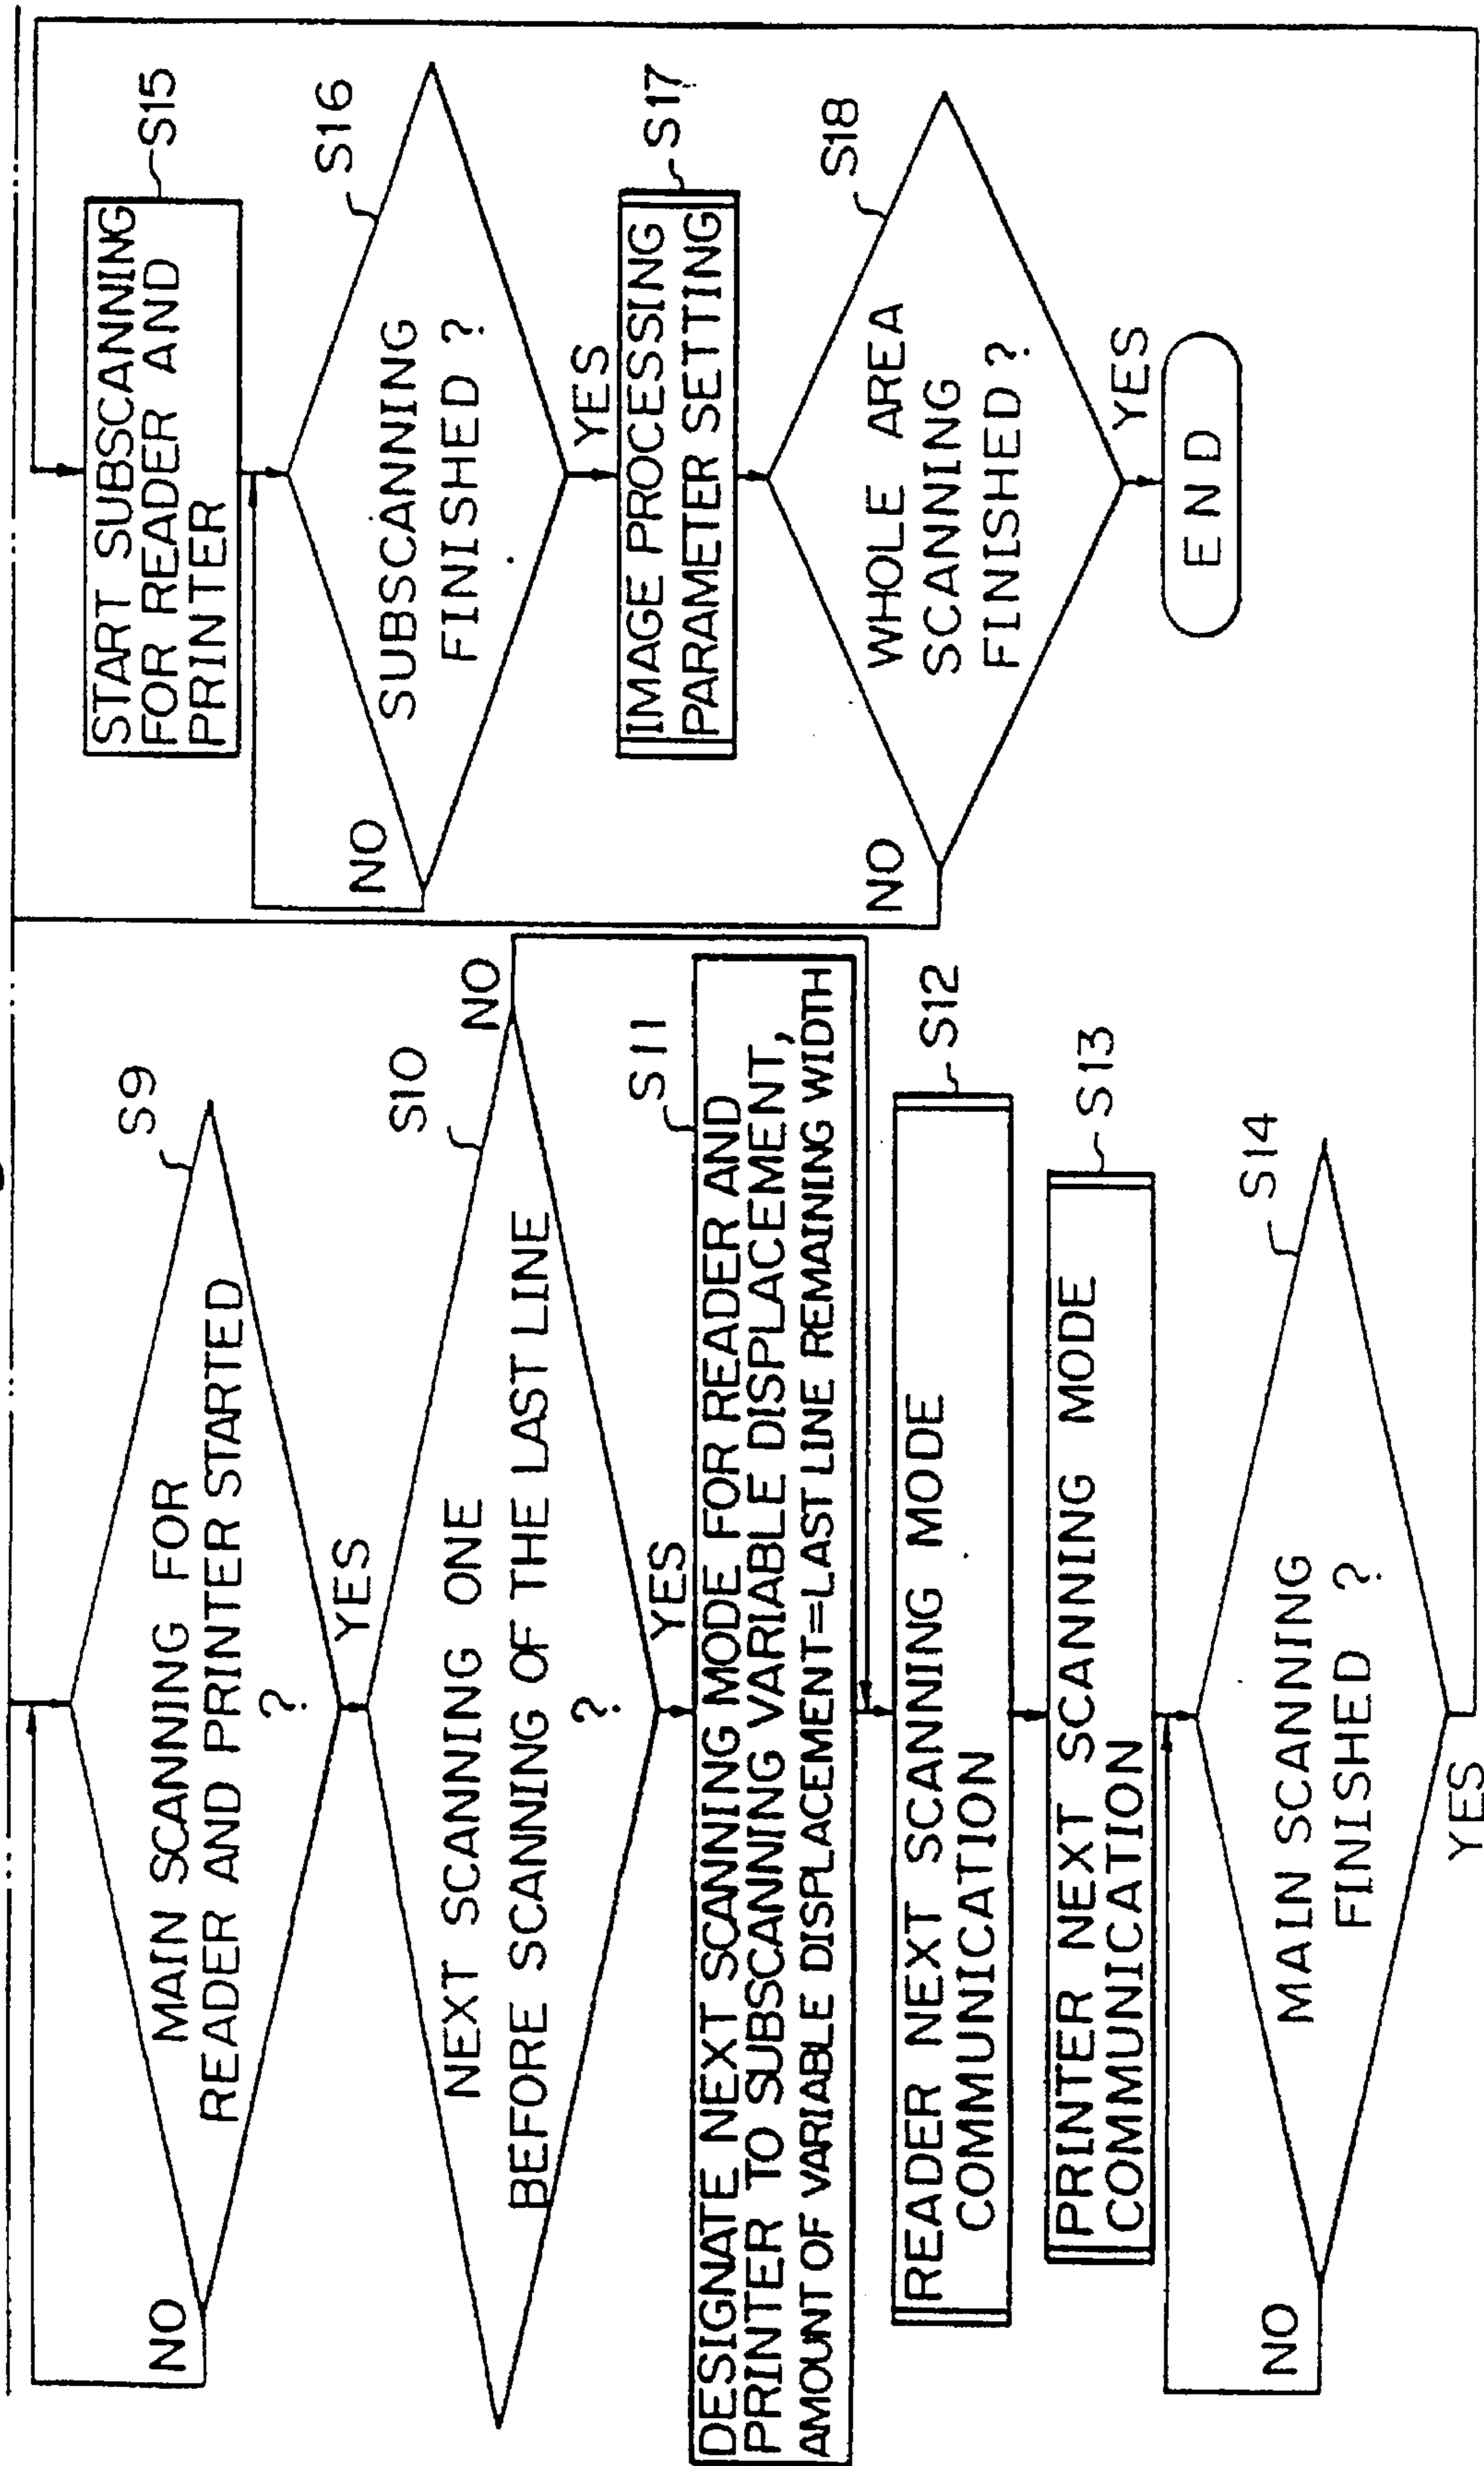 MAIN SCANNING FOR
READER AND PRINTER STARTED
?
S9
NO
YES
NEXT SCANNING ONE
BEFORE SCANNING OF THE LAST LINE
?
S10
NO
YES
DESIGNATE NEXT SCANNING MODE FOR READER AND
PRINTER TO SUBSCANNING VARIABLE DISPLACEMENT,
AMOUNT OF VARIABLE DISPLACEMENT=LAST LINE REMAINING WIDTH
S11
READER NEXT SCANNING MODE
COMMUNICATION
S12
PRINTER NEXT SCANNING MODE
COMMUNICATION
S13
MAIN SCANNING
FINISHED ?
S14
NO
YES
START SUBSCANNING
FOR READER AND
PRINTER
S15
SUBSCANNING
FINISHED ?
S16
NO
YES
IMAGE PROCESSING
PARAMETER SETTING
S17
WHOLE AREA
SCANNING
FINISHED ?
S18
NO
YES
END